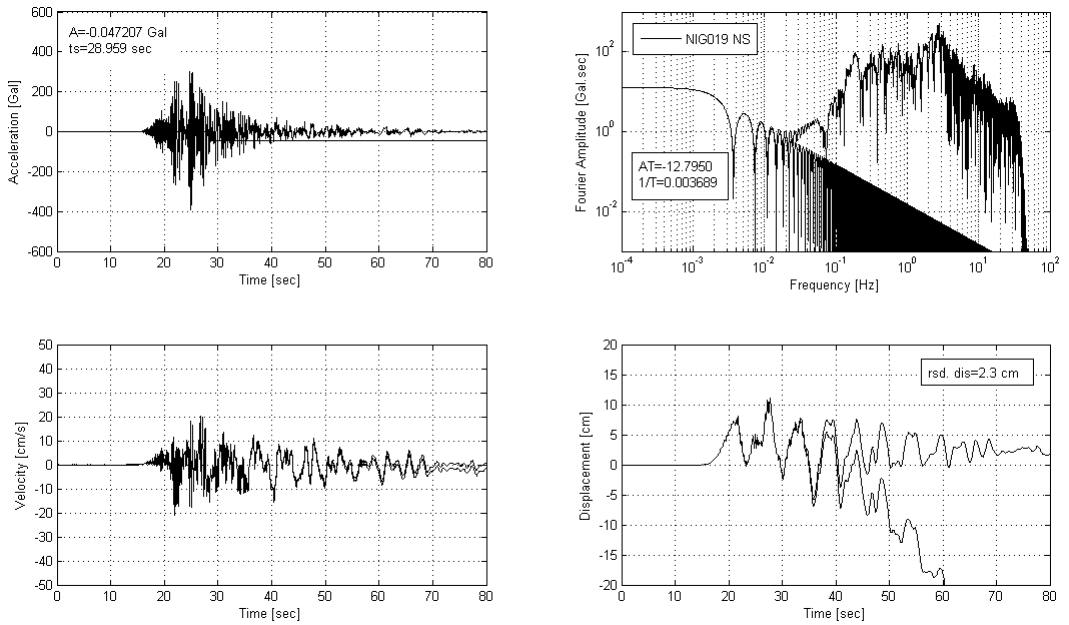 600
400
200
0
-200
-400
-600
Acceleration [Gal]
A=-0.047207 Gal
ts=28.959 sec
0 10 20 30 40 50 60 70 80
Time [sec]
10^2
10^0
10^-2
Fourier Amplitude [Gal.sec]
NIG019 NS
AT=-12.7950
1/T=0.003689
10^-4 10^-3 10^-2 10^-1 10^0 10^1 10^2
Frequency [Hz]
50
40
30
20
10
0
-10
-20
-30
-40
-50
Velocity [cm/s]
0 10 20 30 40 50 60 70 80
Time [sec]
20
15
10
5
0
-5
-10
-15
-20
Displacement [cm]
rsd. dis=2.3 cm
0 10 20 30 40 50 60 70 80
Time [sec]